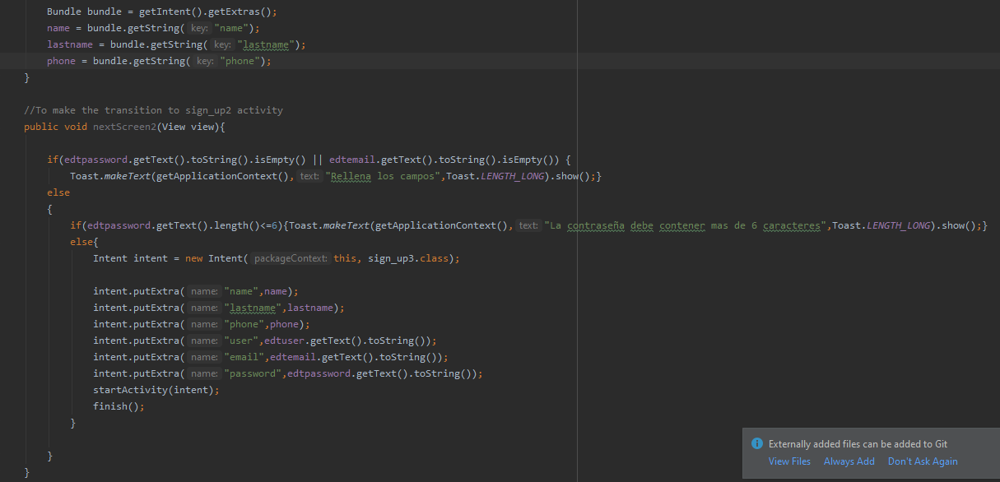 Bundle bundle = getIntent().getExtras();
name = bundle.getString( key: "name");
lastname = bundle.getString( key: "lastname");
phone = bundle.getString( key: "phone");
}
//To make the transition to sign_up2 activity
public void nextScreen2(View view){
if(edtpassword.getText().toString().isEmpty() || edtemail.getText().toString().isEmpty()) {
Toast.makeText(getApplicationContext(), text: "Rellena los campos",Toast.LENGTH_LONG).show();}
else
{
if(edtpassword.getText().length()<=6){Toast.makeText(getApplicationContext(), text: "La contraseña debe contener mas de 6 caracteres",Toast.LENGTH_LONG).show();}
else{
Intent intent = new Intent( packageContext: this, sign_up3.class);
intent.putExtra( name: "name",name);
intent.putExtra( name: "lastname",lastname);
intent.putExtra( name: "phone",phone);
intent.putExtra( name: "user",edtuser.getText().toString());
intent.putExtra( name: "email",edtemail.getText().toString());
intent.putExtra( name: "password",edtpassword.getText().toString());
startActivity(intent);
finish();
}
}
}
Externally added files can be added to Git
View Files Always Add Don't Ask Again